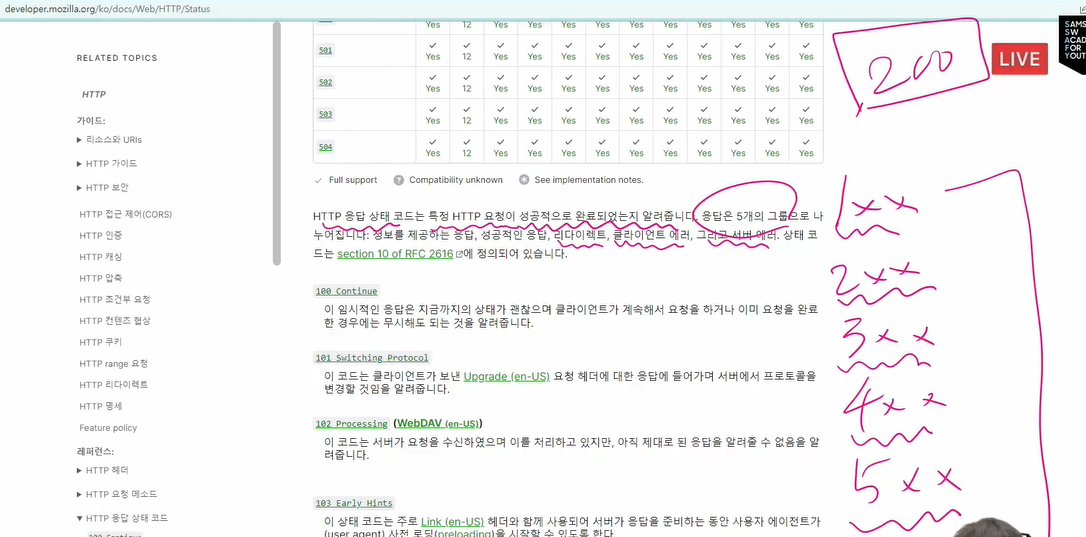 developer.mozilla.org/ko/docs/Web/HTTP/Status
SAMS
SW
ACAD
FOR
YOUT
LIVE
200
RELATED TOPICS
HTTP
가이드:
리소스와 URIs
HTTP 가이드
HTTP 보안
HTTP 접근 제어(CORS)
HTTP 인증
HTTP 캐싱
HTTP 압축
HTTP 조건부 요청
HTTP 컨텐츠 협상
HTTP 쿠키
HTTP range 요청
HTTP 리다이렉트
HTTP 명세
Feature policy
레퍼런스:
HTTP 헤더
HTTP 요청 메소드
HTTP 응답 상태 코드
100 Continue
Yes 12 Yes Yes Yes Yes Yes Yes Yes Yes Yes Yes
501 Yes 12 Yes Yes Yes Yes Yes Yes Yes Yes Yes Yes
502 Yes 12 Yes Yes Yes Yes Yes Yes Yes Yes Yes Yes
503 Yes 12 Yes Yes Yes Yes Yes Yes Yes Yes Yes Yes
504 Yes 12 Yes Yes Yes Yes Yes Yes Yes Yes Yes Yes
Full support ? Compatibility unknown * See implementation notes.
HTTP 응답 상태 코드는 특정 HTTP 요청이 성공적으로 완료되었는지 알려줍니다. 응답은 5개의 그룹으로 나
누어집니다: 정보를 제공하는 응답, 성공적인 응답, 리다이렉트, 클라이언트 에러, 그리고 서버 에러. 상태 코
드는 section 10 of RFC 2616에 정의되어 있습니다.
100 Continue
이 임시적인 응답은 지금까지의 상태가 괜찮으며 클라이언트가 계속해서 요청을 하거나 이미 요청을 완료
한 경우에는 무시해도 되는 것을 알려줍니다.
101 Switching Protocol
이 코드는 클라이언트가 보낸 Upgrade (en-US) 요청 헤더에 대한 응답에 들어가며 서버에서 프로토콜을
변경할 것임을 알려줍니다.
102 Processing (WebDAV (en-US))
이 코드는 서버가 요청을 수신하였으며 이를 처리하고 있지만, 아직 제대로 된 응답을 알려줄 수 없음을 알
려줍니다.
103 Early Hints
이 상태 코드는 주로 Link (en-US) 헤더와 함께 사용되어 서버가 응답을 준비하는 동안 사용자 에이전트가
(user agent) 사전 로딩(preloading)을 시작할 수 있도록 한다.
1xx
2xx
3xx
4xx
5xx